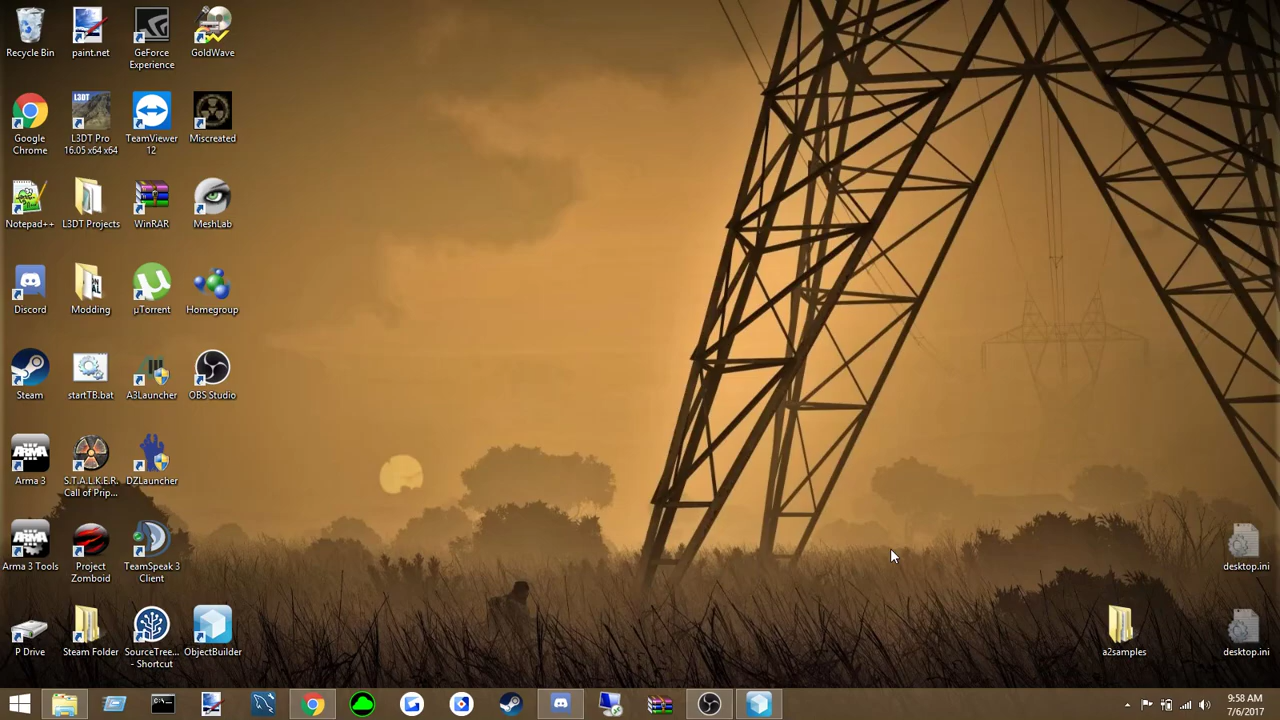 Recycle Bin
paint.net
GeForce
Experience
GoldWave
Google
Chrome
L3DT
L3DT Pro
16.05 x64 x64
TeamViewer
12
Miscreated
Notepad++
L3DT Projects
WinRAR
MeshLab
Discord
Modding
µTorrent
Homegroup
Steam
startTB.bat
A3Launcher
OBS Studio
ARMA
Arma 3
S.T.A.L.K.E.R.
Call of Prip...
DZLauncher
ARMA
Arma 3 Tools
Project
Zomboid
TeamSpeak 3
Client
desktop.ini
P Drive
Steam Folder
SourceTree...
- Shortcut
ObjectBuilder
a2samples
desktop.ini
9:58 AM
7/6/2017